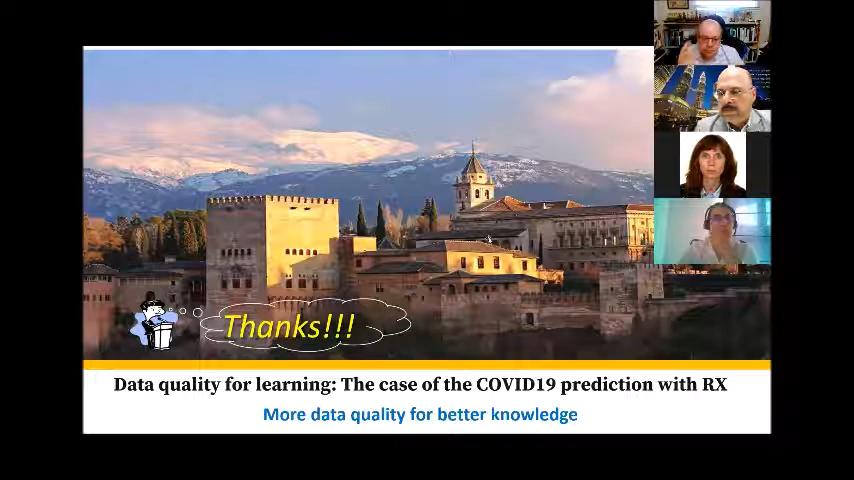 Thanks!!!
Data quality for learning: The case of the COVID19 prediction with RX
More data quality for better knowledge